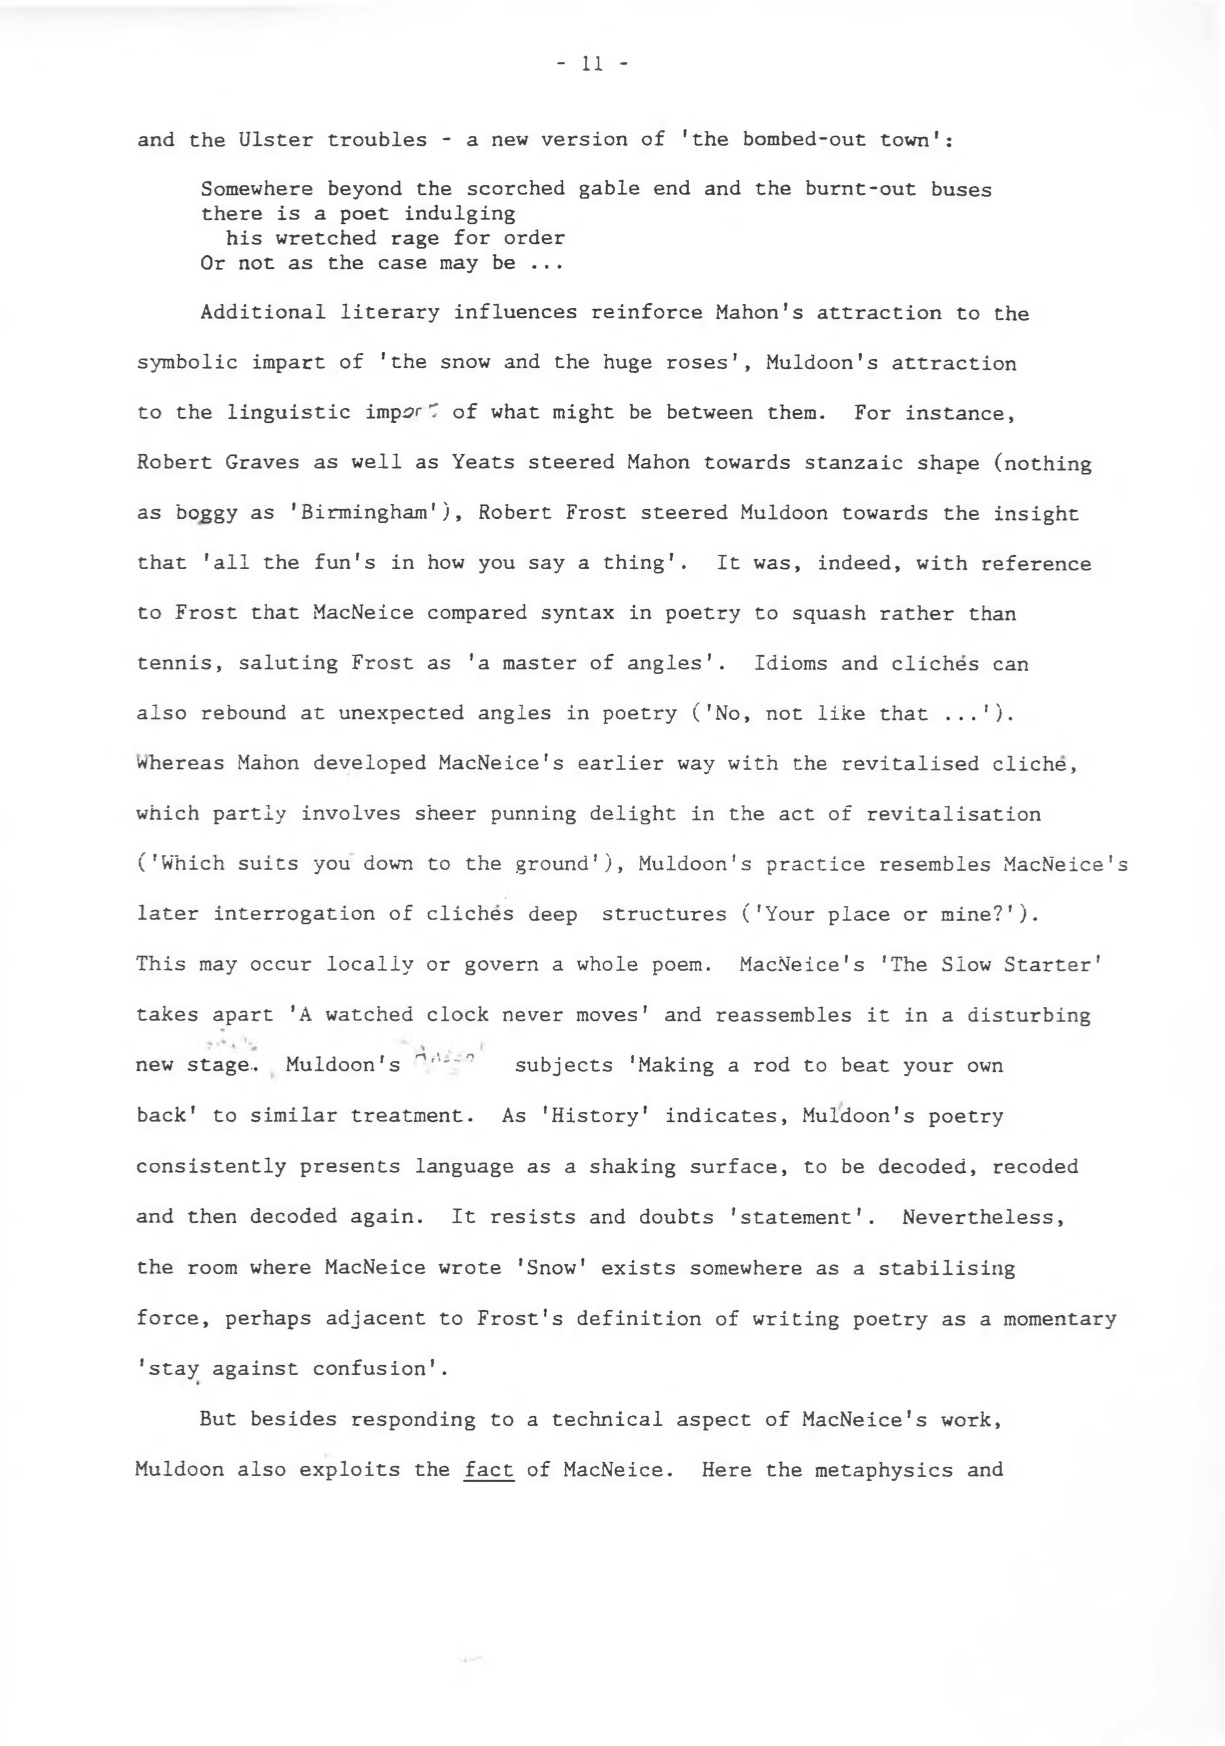 - 11 -
and the Ulster troubles - a new version of 'the bombed-out town':
Somewhere beyond the scorched gable end and the burnt-out buses
there is a poet indulging
his wretched rage for order
Or not as the case may be ...
Additional literary influences reinforce Mahon's attraction to the
symbolic impart of 'the snow and the huge roses', Muldoon's attraction
to the linguistic import of what might be between them. For instance,
Robert Graves as well as Yeats steered Mahon towards stanzaic shape (nothing
as boggy as 'Birmingham'), Robert Frost steered Muldoon towards the insight
that 'all the fun's in how you say a thing'. It was, indeed, with reference
to Frost that MacNeice compared syntax in poetry to squash rather than
tennis, saluting Frost as 'a master of angles'. Idioms and clichés can
also rebound at unexpected angles in poetry ('No, not like that ...').
Whereas Mahon developed MacNeice's earlier way with the revitalised cliché,
which partly involves sheer punning delight in the act of revitalisation
('Which suits you down to the ground'), Muldoon's practice resembles MacNeice's
later interrogation of clichés deep structures ('Your place or mine?').
This may occur locally or govern a whole poem. MacNeice's 'The Slow Starter'
takes apart 'A watched clock never moves' and reassembles it in a disturbing
new stage. Muldoon's subjects 'Making a rod to beat your own
back' to similar treatment. As 'History' indicates, Muldoon's poetry
consistently presents language as a shaking surface, to be decoded, recoded
and then decoded again. It resists and doubts 'statement'. Nevertheless,
the room where MacNeice wrote 'Snow' exists somewhere as a stabilising
force, perhaps adjacent to Frost's definition of writing poetry as a momentary
'stay against confusion'.
But besides responding to a technical aspect of MacNeice's work,
Muldoon also exploits the fact of MacNeice. Here the metaphysics and